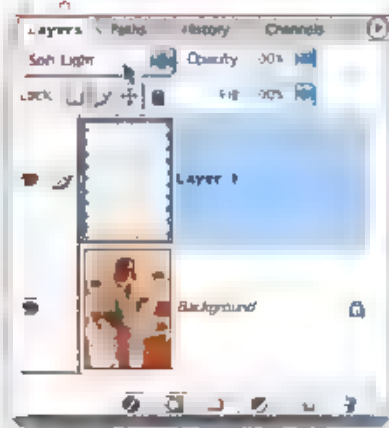 Layers Paths History Channels
Soft Light Opacity
Lock Fill
Layer 1
Background